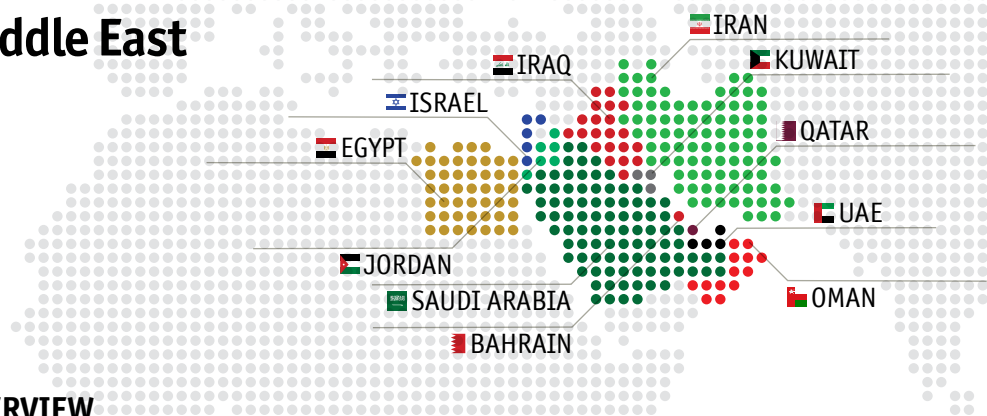 ddle East
IRAN
IRAQ
KUWAIT
ISRAEL
QATAR
EGYPT
UAE
JORDAN
SAUDI ARABIA
OMAN
BAHRAIN
RVIEW